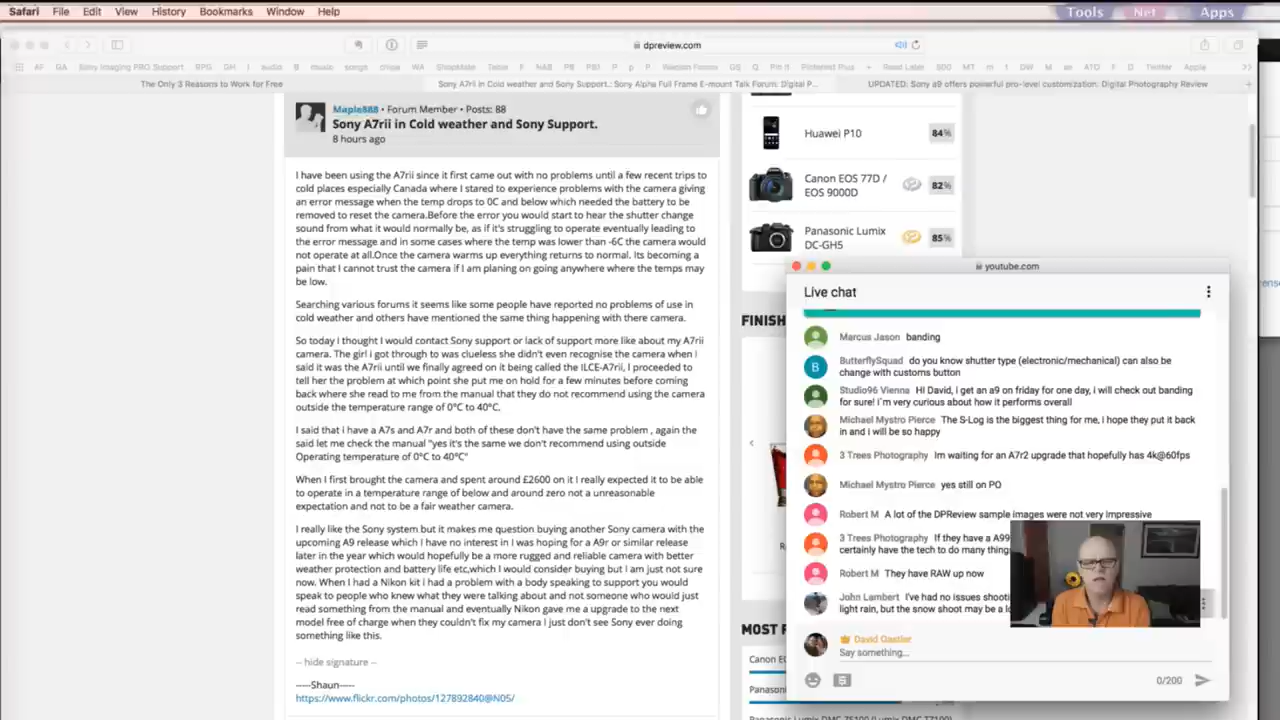 Safari File Edit View History Bookmarks Window Help
Tools Net Apps
dpreview.com
AF GA Sony Imaging PRO Support RPG GH I audio B music songs
The Only 3 Reasons to Work for Free
Sony A7rii in Cold weather and Sony Support.: Sony Alpha Full Frame E-mount Talk Forum: Digital P...
UPDATED: Sony a9 offers powerful pro-level customization: Digital Photography Review
Maple888 • Forum Member • Posts: 88
Sony A7rii in Cold weather and Sony Support.
8 hours ago
I have been using the A7rii since it first came out with no problems until a few recent trips to
cold places especially Canada where I stared to experience problems with the camera giving
an error message when the temp drops to 0C and below which needed the battery to be
removed to reset the camera.Before the error you would start to hear the shutter change
sound from what it would normally be, as if it's struggling to operate eventually leading to
the error message and in some cases where the temp was lower than -6C the camera would
not operate at all.Once the camera warms up everything returns to normal. Its becoming a
pain that I cannot trust the camera if I am planing on going anywhere where the temps may
be low.
Searching various forums it seems like some people have reported no problems of use in
cold weather and others have mentioned the same thing happening with there camera.
So today i thought I would contact Sony support or lack of support more like about my A7rii
camera. The girl i got through to was clueless she didn't even recognise the camera when I
said it was the A7rii until we finally agreed on it being called the ILCE-A7rii, I proceeded to
tell her the problem at which point she put me on hold for a few minutes before coming
back where she read to me from the manual that they do not recommend using the camera
outside the temperature range of 0°C to 40°C.
I said that i have a A7s and A7r and both of these don't have the same problem , again the
said let me check the manual "yes it's the same we don't recommend using outside
Operating temperature of 0°C to 40°C"
When I first brought the camera and spent around £2600 on it I really expected it to be able
to operate in a temperature range of below and around zero not a unreasonable
expectation and not to be a fair weather camera.
I really like the Sony system but it makes me question buying another Sony camera with the
upcoming A9 release which I have no interest in I was hoping for a A9r or similar release
later in the year which would hopefully be a more rugged and reliable camera with better
weather protection and battery life etc,which I would consider buying but I am just not sure
now. When I had a Nikon kit i had a problem with a body speaking to support you would
speak to people who knew what they were talking about and not someone who would just
read something from the manual and eventually Nikon gave me a upgrade to the next
model free of charge when they couldn't fix my camera I just don't see Sony ever doing
something like this.
-- hide signature --
-----Shaun-----
https://www.flickr.com/photos/127892840@N05/
Huawei P10
84%
Canon EOS 77D /
EOS 9000D
82%
Panasonic Lumix
DC-GH5
85%
FINISH
MOST
Canon E
Panason
youtube.com
Live chat
Marcus Jason banding
ButterflySquad do you know shutter type (electronic/mechanical) can also be
change with customs button
Studio96 Vienna HI David, i get an a9 on friday for one day, i will check out banding
for sure! i´m very curious about how it performs overall
Michael Mystro Pierce The S-Log is the biggest thing for me, i hope they put it back
in and i will be so happy
3 Trees Photography Im waiting for an A7r2 upgrade that hopefully has 4k@60fps
Michael Mystro Pierce yes still on PO
Robert M A lot of the DPReview sample images were not very impressive
3 Trees Photography If they have a A99
certainly have the tech to do many thing
Robert M They have RAW up now
John Lambert I've had no issues shooti
light rain, but the snow shoot may be a l
David Oastler
Say something...
0/200